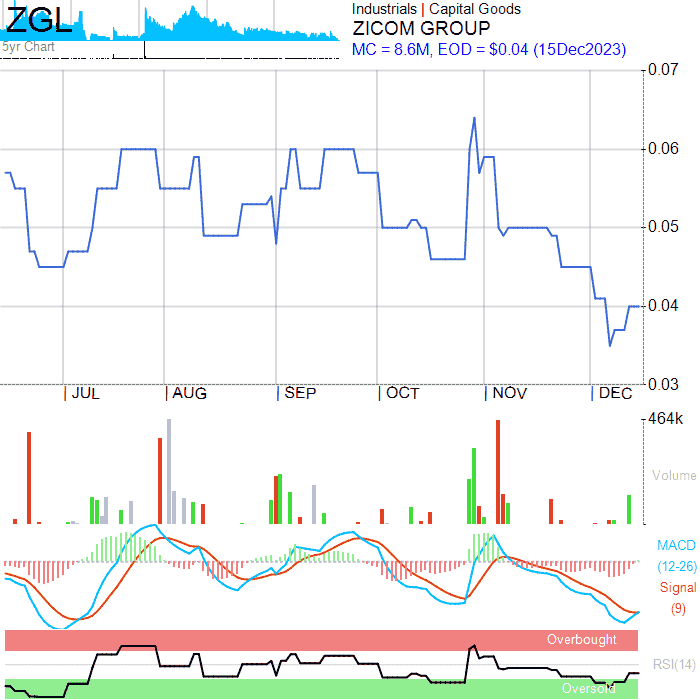 ZGL
5yr Chart
Industrials | Capital Goods
ZICOM GROUP
MC = 8.6M, EOD = $0.04 (15Dec2023)
0.07
0.06
0.05
0.04
0.03
JUL AUG SEP OCT NOV DEC
464k
Volume
MACD
(12-26)
Signal
(9)
Overbought
RSI(14)
Oversold